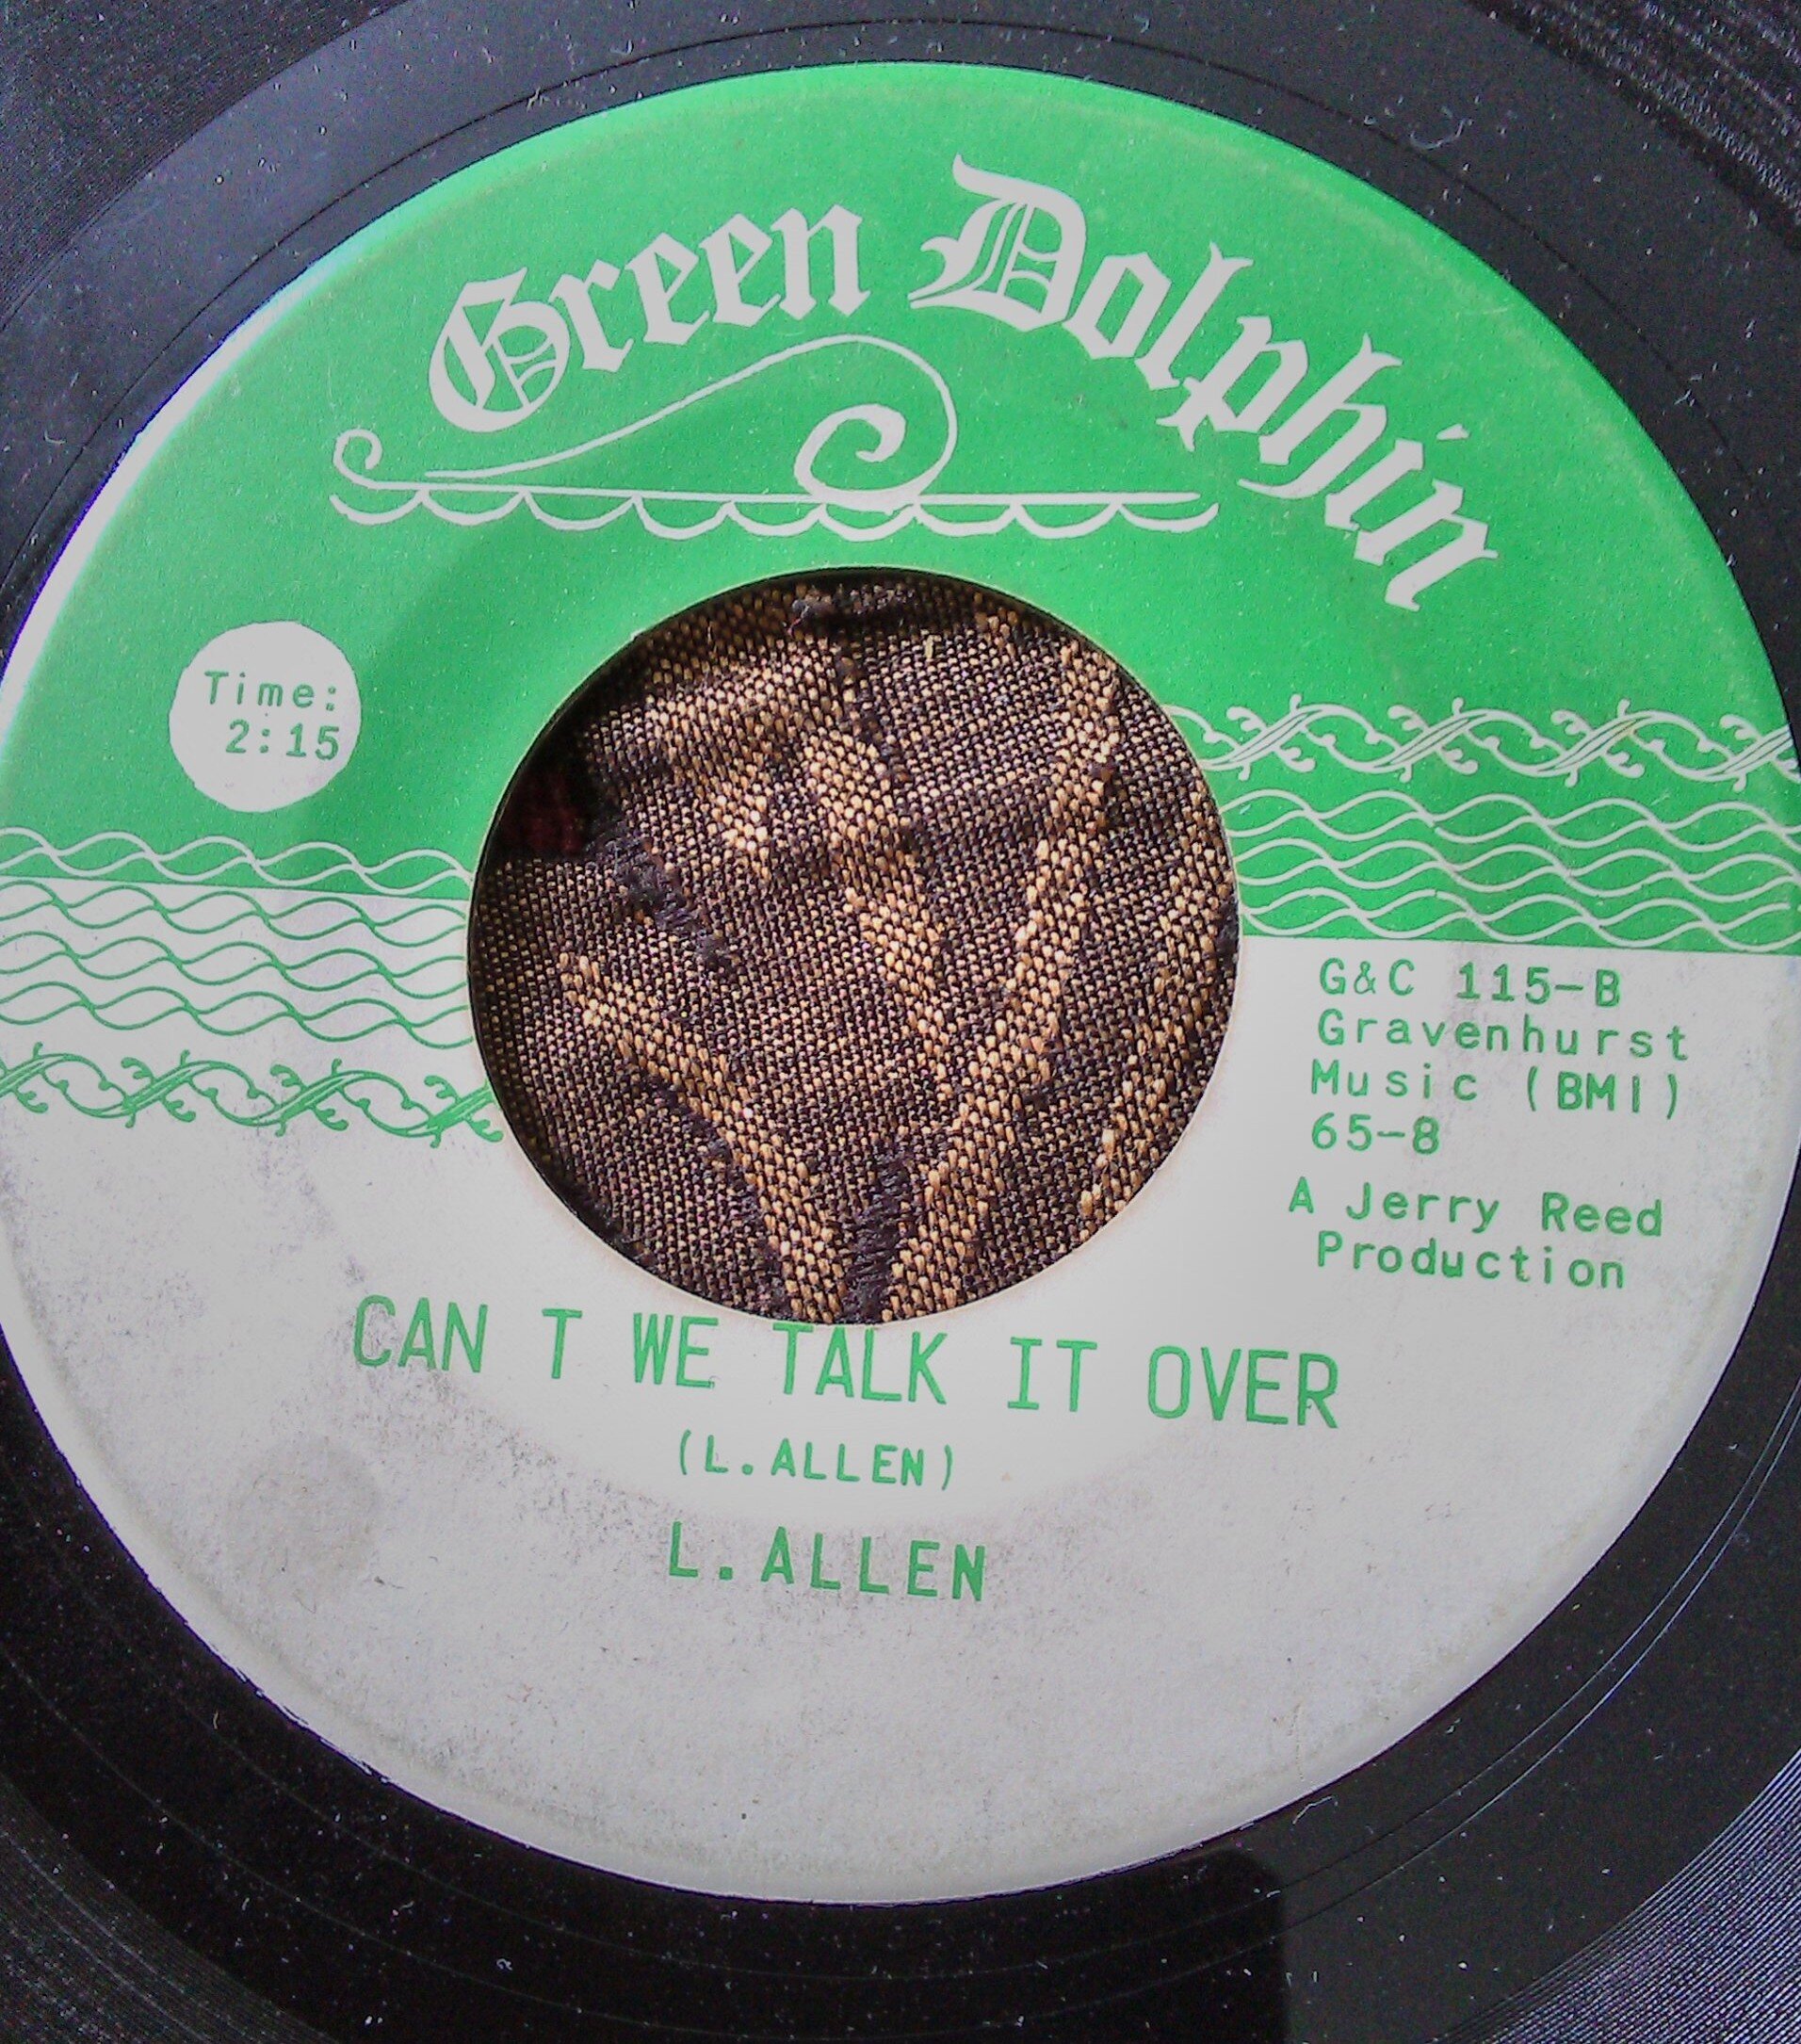 Green Dolphin
Time:
2:15
G&C 115-B
Gravenhurst
Music (BMI)
65-8
A Jerry Reed
Production
CAN T WE TALK IT OVER
(L.ALLEN)
L.ALLEN